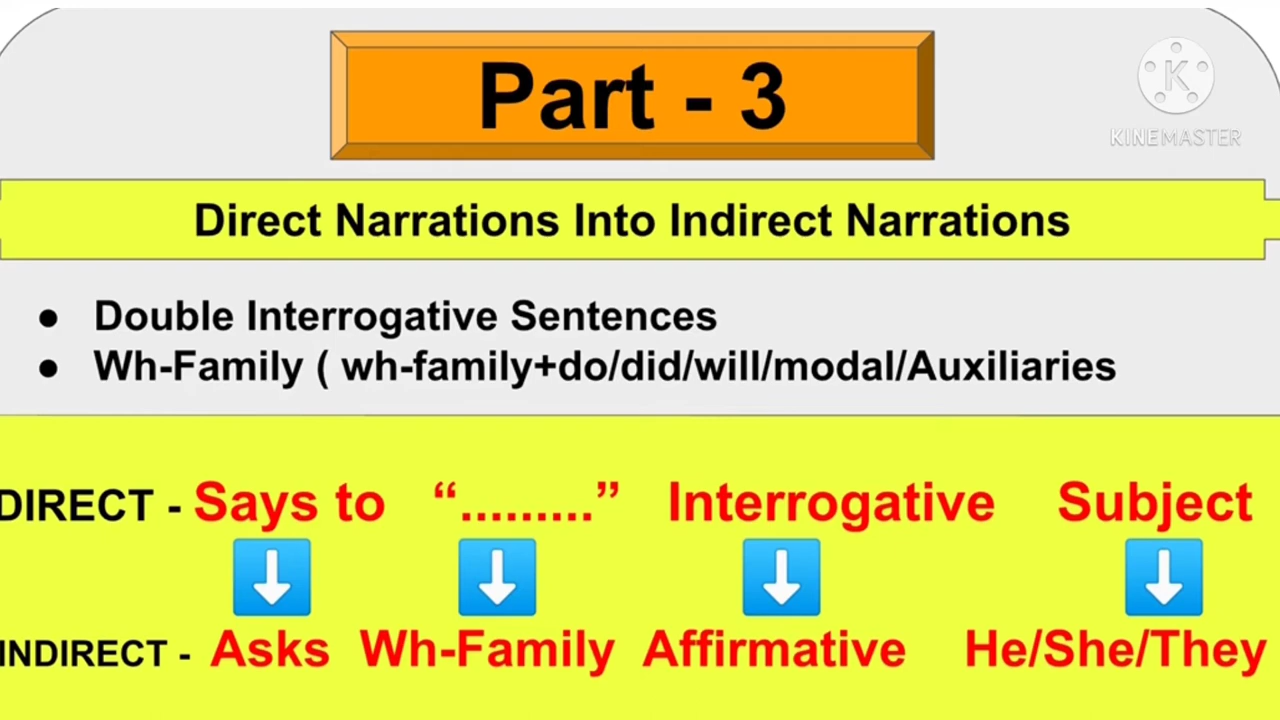 Part - 3
K
KINEMASTER
Direct Narrations Into Indirect Narrations
● Double Interrogative Sentences
● Wh-Family ( wh-family+do/did/will/modal/Auxiliaries
DIRECT - Says to “.........” Interrogative Subject
INDIRECT - Asks Wh-Family Affirmative He/She/They